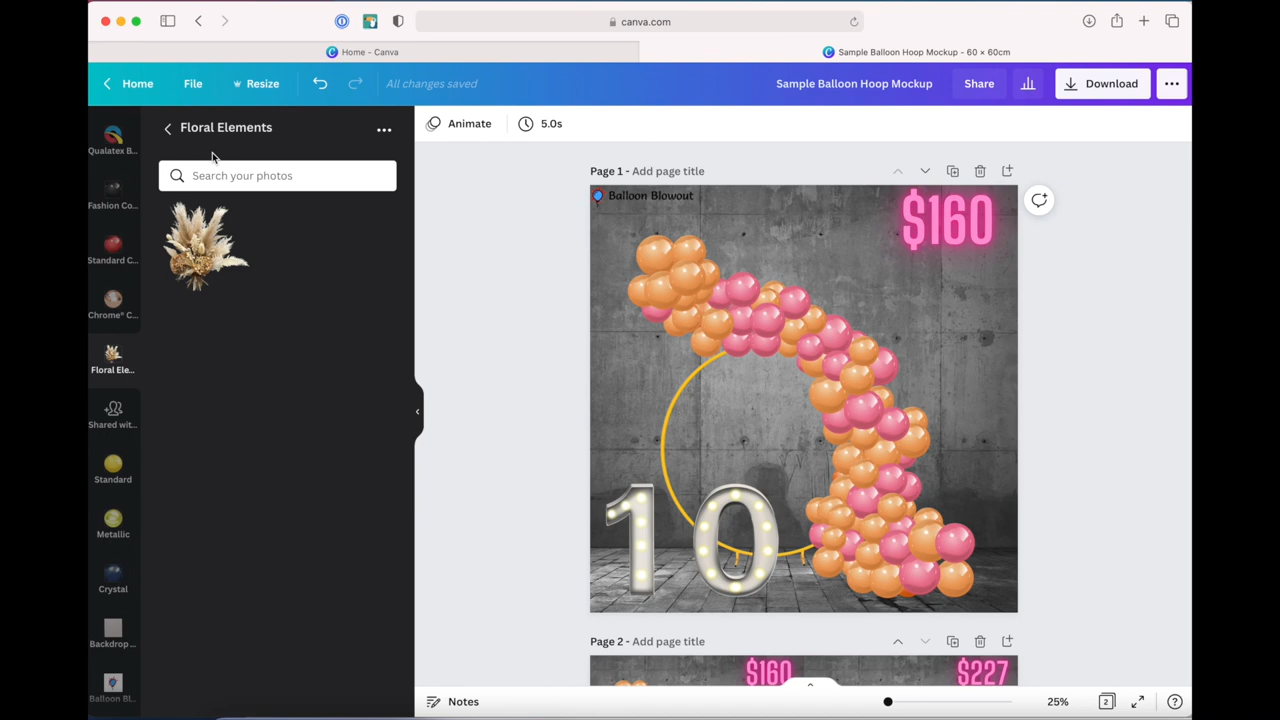 canva.com
Home - Canva
Sample Balloon Hoop Mockup - 60 × 60cm
Home
File
Resize
All changes saved
Sample Balloon Hoop Mockup
Share
Download
Qualatex B...
Fashion Co...
Standard C...
Chrome® C...
Floral Ele...
Shared wit...
Standard
Metallic
Crystal
Backdrop ...
Balloon Bl...
Floral Elements
Search your photos
Animate
5.0s
Page 1 - Add page title
Balloon Blowout
$160
10
Page 2 - Add page title
$160
$227
Notes
25%
2